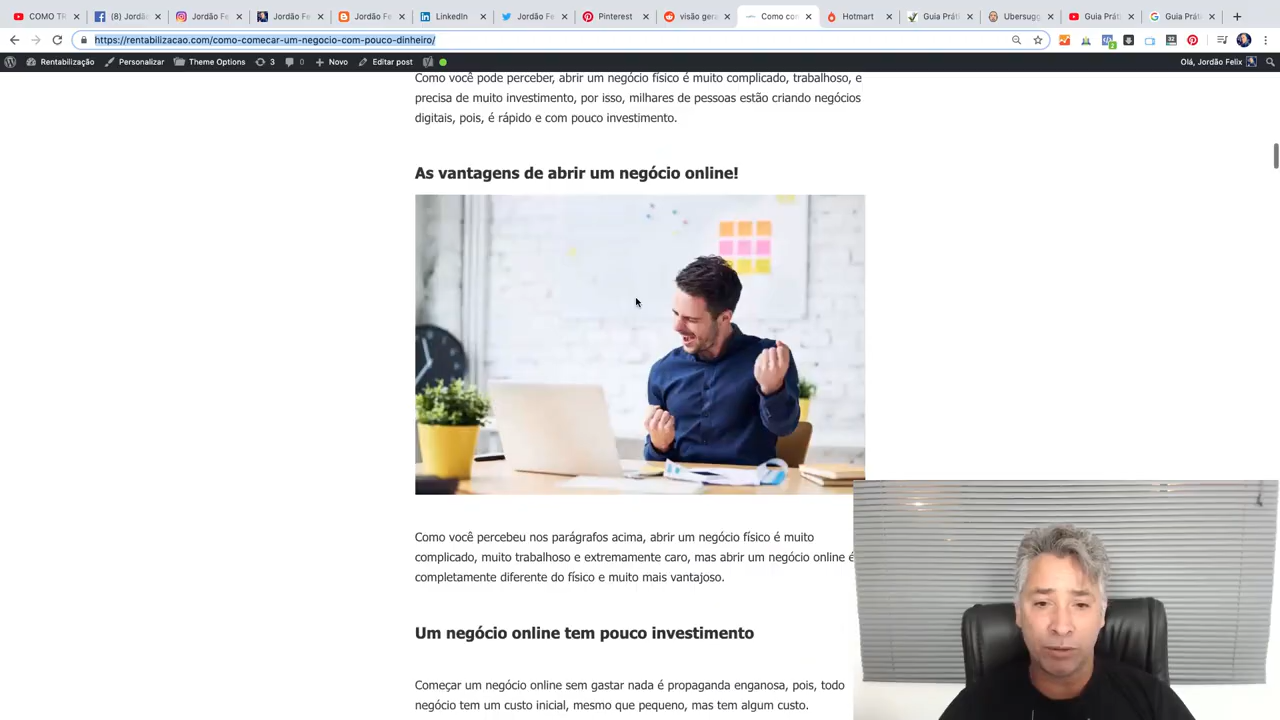 COMO TR
(8) Jordã
Jordão Fe
Jordão Fe
Jordão Fe
LinkedIn
Jordão Fe
Pinterest
visão gera
Como con
Hotmart
Guia Prát
Ubersugg
Guia Prát
Guia Prát
https://rentabilizacao.com/como-comecar-um-negocio-com-pouco-dinheiro/
Rentabilização
Personalizar
Theme Options
3
0
Novo
Editar post
Olá, Jordão Felix
Como você pode perceber, abrir um negócio físico é muito complicado, trabalhoso, e
precisa de muito investimento, por isso, milhares de pessoas estão criando negócios
digitais, pois, é rápido e com pouco investimento.
As vantagens de abrir um negócio online!
Como você percebeu nos parágrafos acima, abrir um negócio físico é muito
complicado, muito trabalhoso e extremamente caro, mas abrir um negócio online é
completamente diferente do físico e muito mais vantajoso.
Um negócio online tem pouco investimento
Começar um negócio online sem gastar nada é propaganda enganosa, pois, todo
negócio tem um custo inicial, mesmo que pequeno, mas tem algum custo.